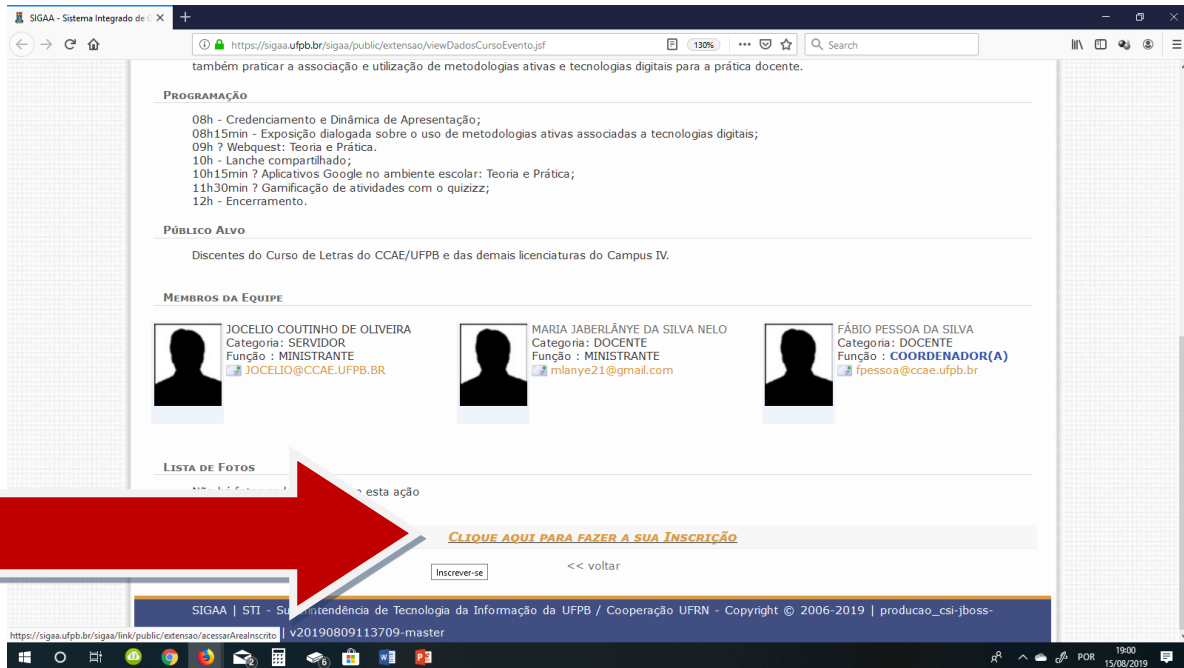 SIGAA - Sistema Integrado de G
https://sigaa.ufpb.br/sigaa/public/extensao/viewDadosCursoEvento.jsf
130%
Search
também praticar a associação e utilização de metodologias ativas e tecnologias digitais para a prática docente.
Programação
08h - Credenciamento e Dinâmica de Apresentação;
08h15min - Exposição dialogada sobre o uso de metodologias ativas associadas a tecnologias digitais;
09h ? Webquest: Teoria e Prática.
10h - Lanche compartilhado;
10h15min ? Aplicativos Google no ambiente escolar: Teoria e Prática;
11h30min ? Gamificação de atividades com o quizizz;
12h - Encerramento.
Público Alvo
Discentes do Curso de Letras do CCAE/UFPB e das demais licenciaturas do Campus IV.
Membros da Equipe
JOCELIO COUTINHO DE OLIVEIRA
Categoria: SERVIDOR
Função : MINISTRANTE
JOCELIO@CCAE.UFPB.BR
MARIA JABERLÂNYE DA SILVA NELO
Categoria: DOCENTE
Função : MINISTRANTE
mlanye21@gmail.com
FÁBIO PESSOA DA SILVA
Categoria: DOCENTE
Função : COORDENADOR(A)
fpessoa@ccae.ufpb.br
Lista de Fotos
esta ação
Clique aqui para fazer a sua Inscrição
Inscrever-se
<< voltar
SIGAA | STI - Su ntendência de Tecnologia da Informação da UFPB / Cooperação UFRN - Copyright © 2006-2019 | producao_csi-jboss-
https://sigaa.ufpb.br/sigaa/link/public/extensao/acessarAreaInscrito | v20190809113709-master
POR
19:00
15/08/2019